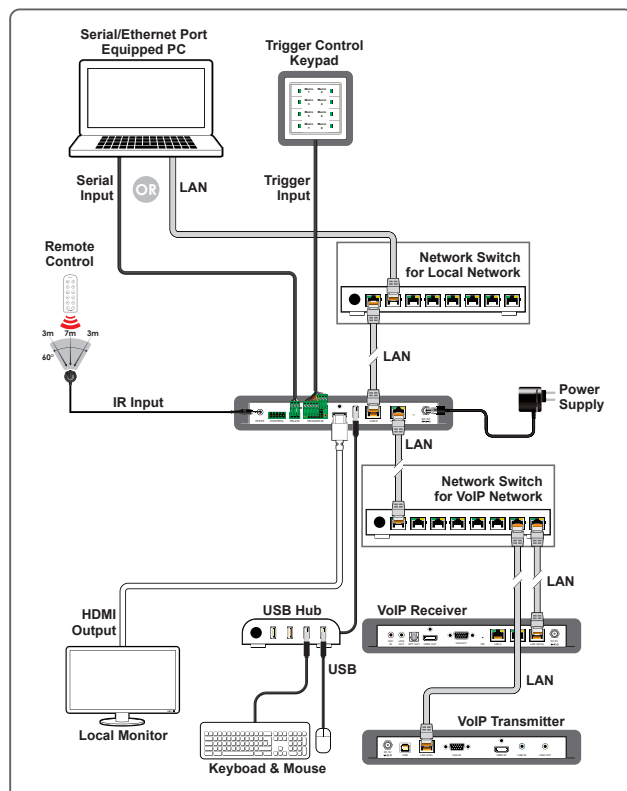 Serial/Ethernet Port
Equipped PC
Trigger Control
Keypad
Serial
Input
OR
LAN
Trigger
Input
Remote
Control
3m
7m
3m
60°
IR Input
Network Switch
for Local Network
LAN
Power
Supply
LAN
Network Switch
for VoIP Network
HDMI
Output
USB Hub
VoIP Receiver
LAN
USB
LAN
Local Monitor
Keyboad & Mouse
VoIP Transmitter